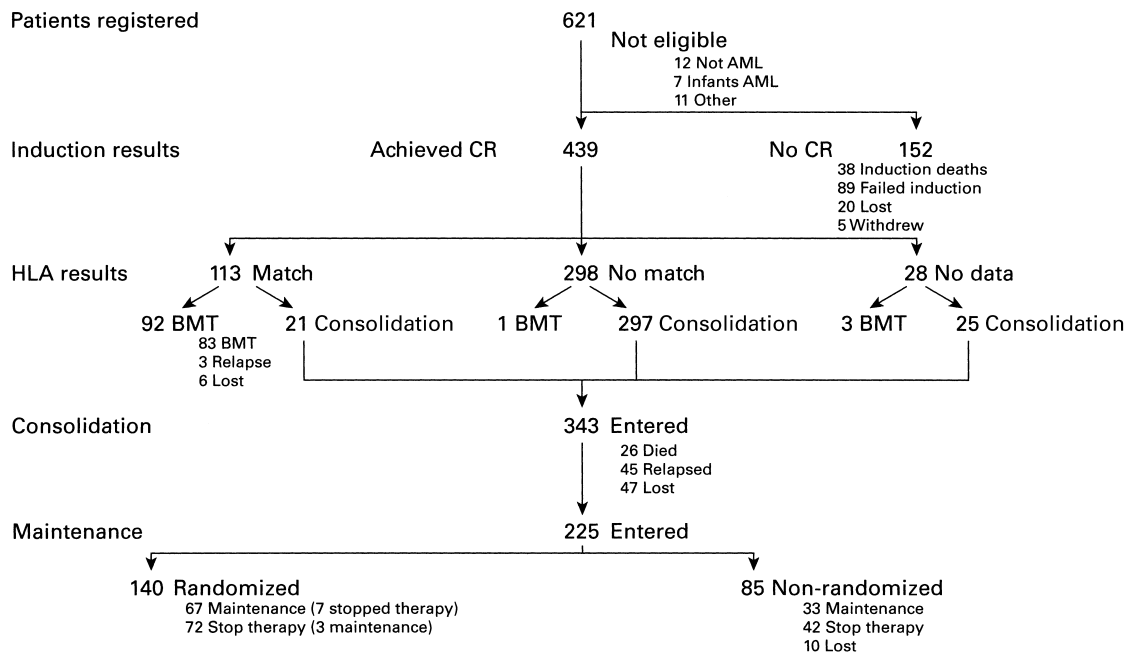 Patients registered 621
Not eligible
12 Not AML
7 Infants AML
11 Other
Induction results Achieved CR 439 No CR 152
38 Induction deaths
89 Failed induction
20 Lost
5 Withdrew
HLA results 113 Match 298 No match 28 No data
92 BMT 21 Consolidation 1 BMT 297 Consolidation 3 BMT 25 Consolidation
83 BMT
3 Relapse
6 Lost
Consolidation 343 Entered
26 Died
45 Relapsed
47 Lost
Maintenance 225 Entered
140 Randomized 85 Non-randomized
67 Maintenance (7 stopped therapy) 33 Maintenance
72 Stop therapy (3 maintenance) 42 Stop therapy
10 Lost